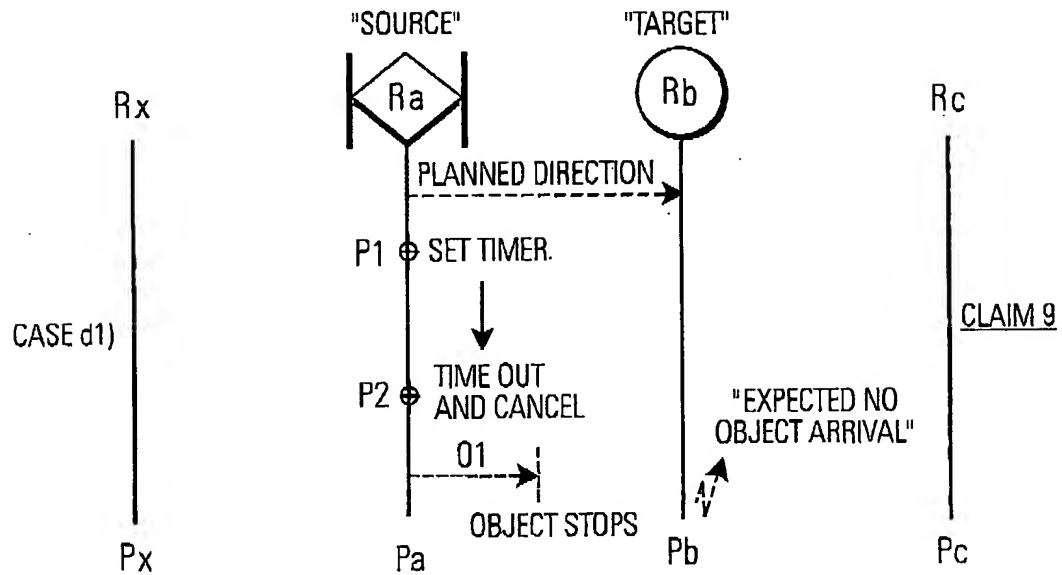 "SOURCE"
"TARGET"
Rx
Ra
Rb
Rc
PLANNED DIRECTION
P1
SET TIMER.
CASE d1)
CLAIM 9
P2
TIME OUT
AND CANCEL
"EXPECTED NO
OBJECT ARRIVAL"
O1
OBJECT STOPS
Px
Pa
Pb
Pc